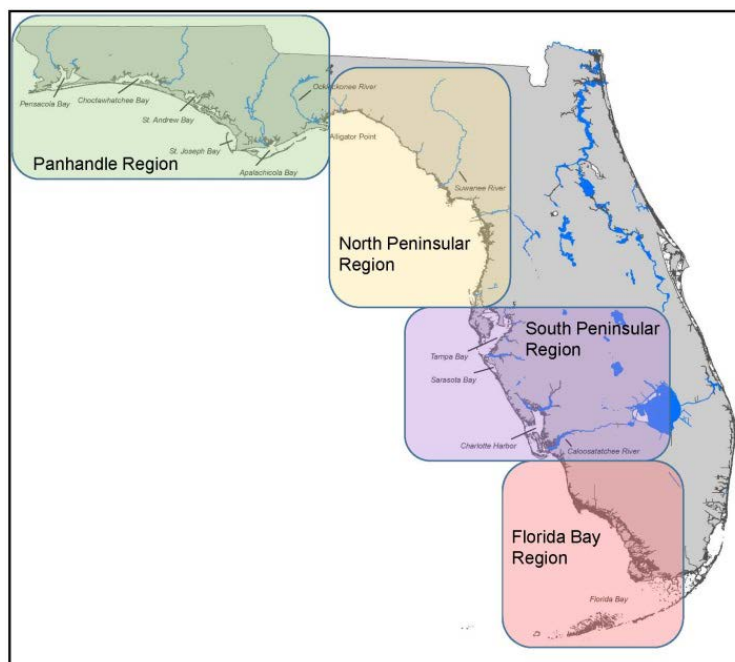 Pensacola Bay
Choctawhatchee Bay
St. Andrew Bay
Ochlockonee River
St. Joseph Bay
Apalachicola Bay
Alligator Point
Panhandle Region
Suwanee River
North Peninsular
Region
South Peninsular
Region
Tampa Bay
Sarasota Bay
Charlotte Harbor
Caloosatatchee River
Florida Bay
Region
Florida Bay